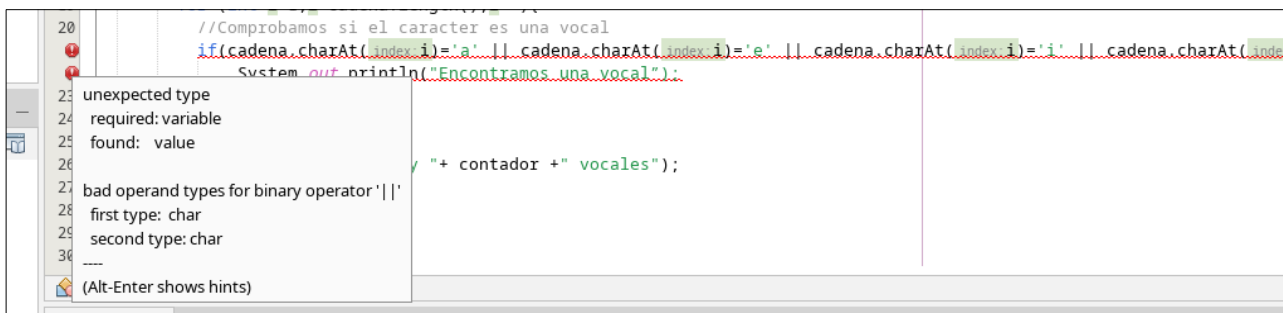 20 //Comprobamos si el caracter es una vocal
if(cadena.charAt( index: i)='a' || cadena.charAt( index: i)='e' || cadena.charAt( index: i)='i' || cadena.charAt(
System.out.println("Encontramos una vocal");
23
24
25
26 "+ contador +" vocales");
27
28
29
30
unexpected type
required: variable
found: value
bad operand types for binary operator '||'
first type: char
second type: char
----
(Alt-Enter shows hints)